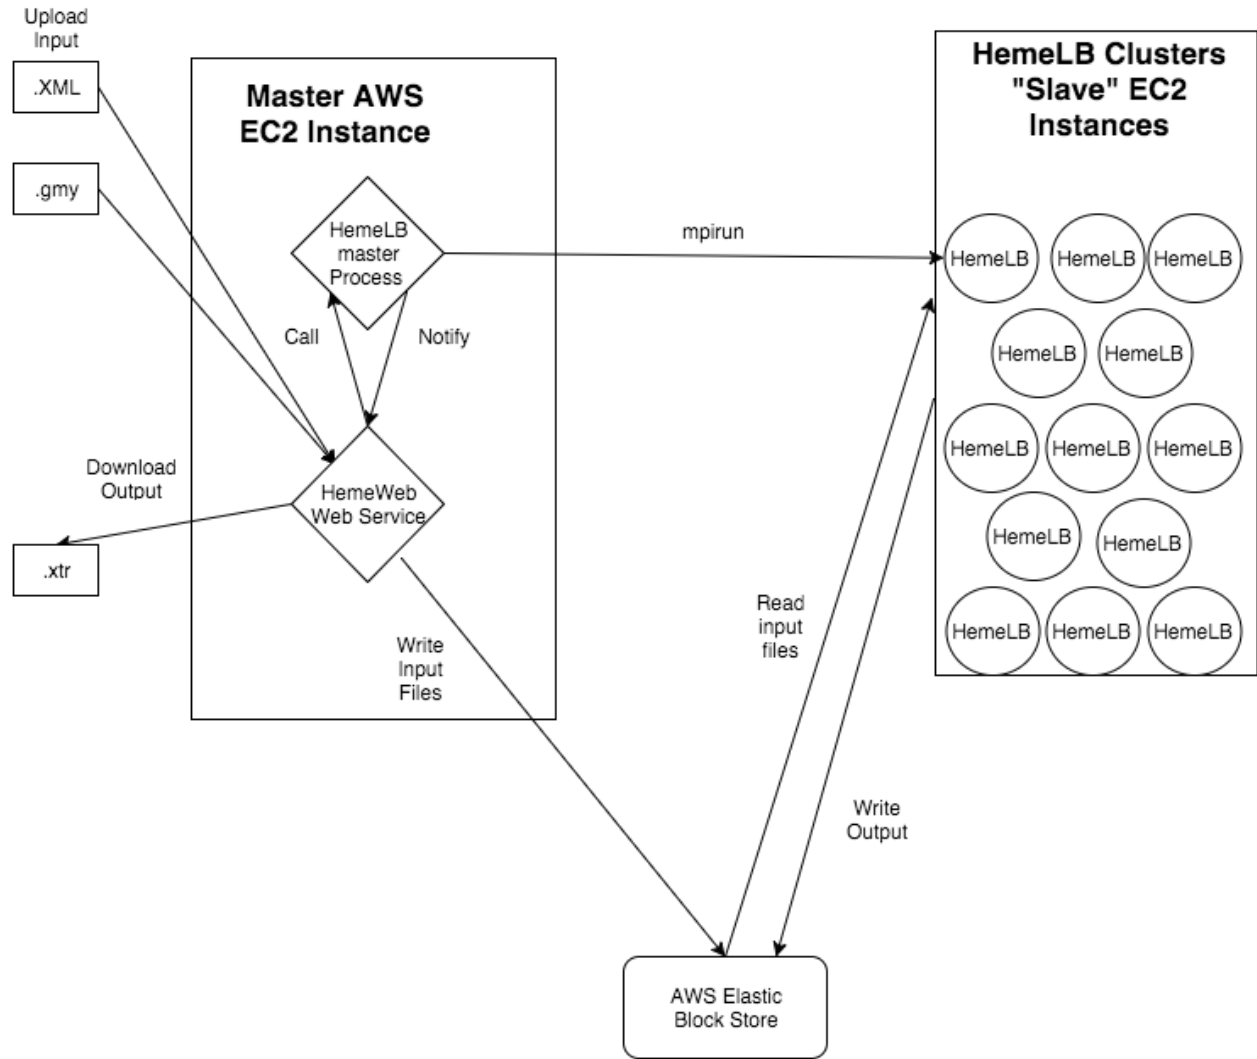 Upload
Input
.XML
.gmy
Master AWS
EC2 Instance
HemeLB
master
Process
Call
Notify
mpirun
HemeWeb
Web Service
Download
Output
.xtr
Write
Input
Files
HemeLB Clusters
"Slave" EC2
Instances
HemeLB
HemeLB
HemeLB
HemeLB
HemeLB
HemeLB
HemeLB
HemeLB
HemeLB
HemeLB
HemeLB
HemeLB
HemeLB
Read
input
files
Write
Output
AWS Elastic
Block Store